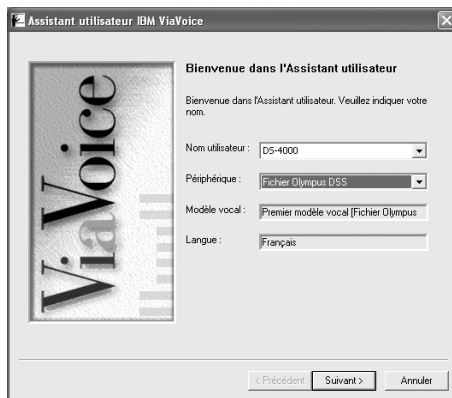 Assistant utilisateur IBM ViaVoice
ViaVoice
Bienvenue dans l'Assistant utilisateur
Bienvenue dans l'Assistant utilisateur. Veuillez indiquer votre
nom.
Nom utilisateur : DS-4000
Périphérique : Fichier Olympus DSS
Modèle vocal : Premier modèle vocal [Fichier Olympus
Langue : Français
< Précédent Suivant > Annuler